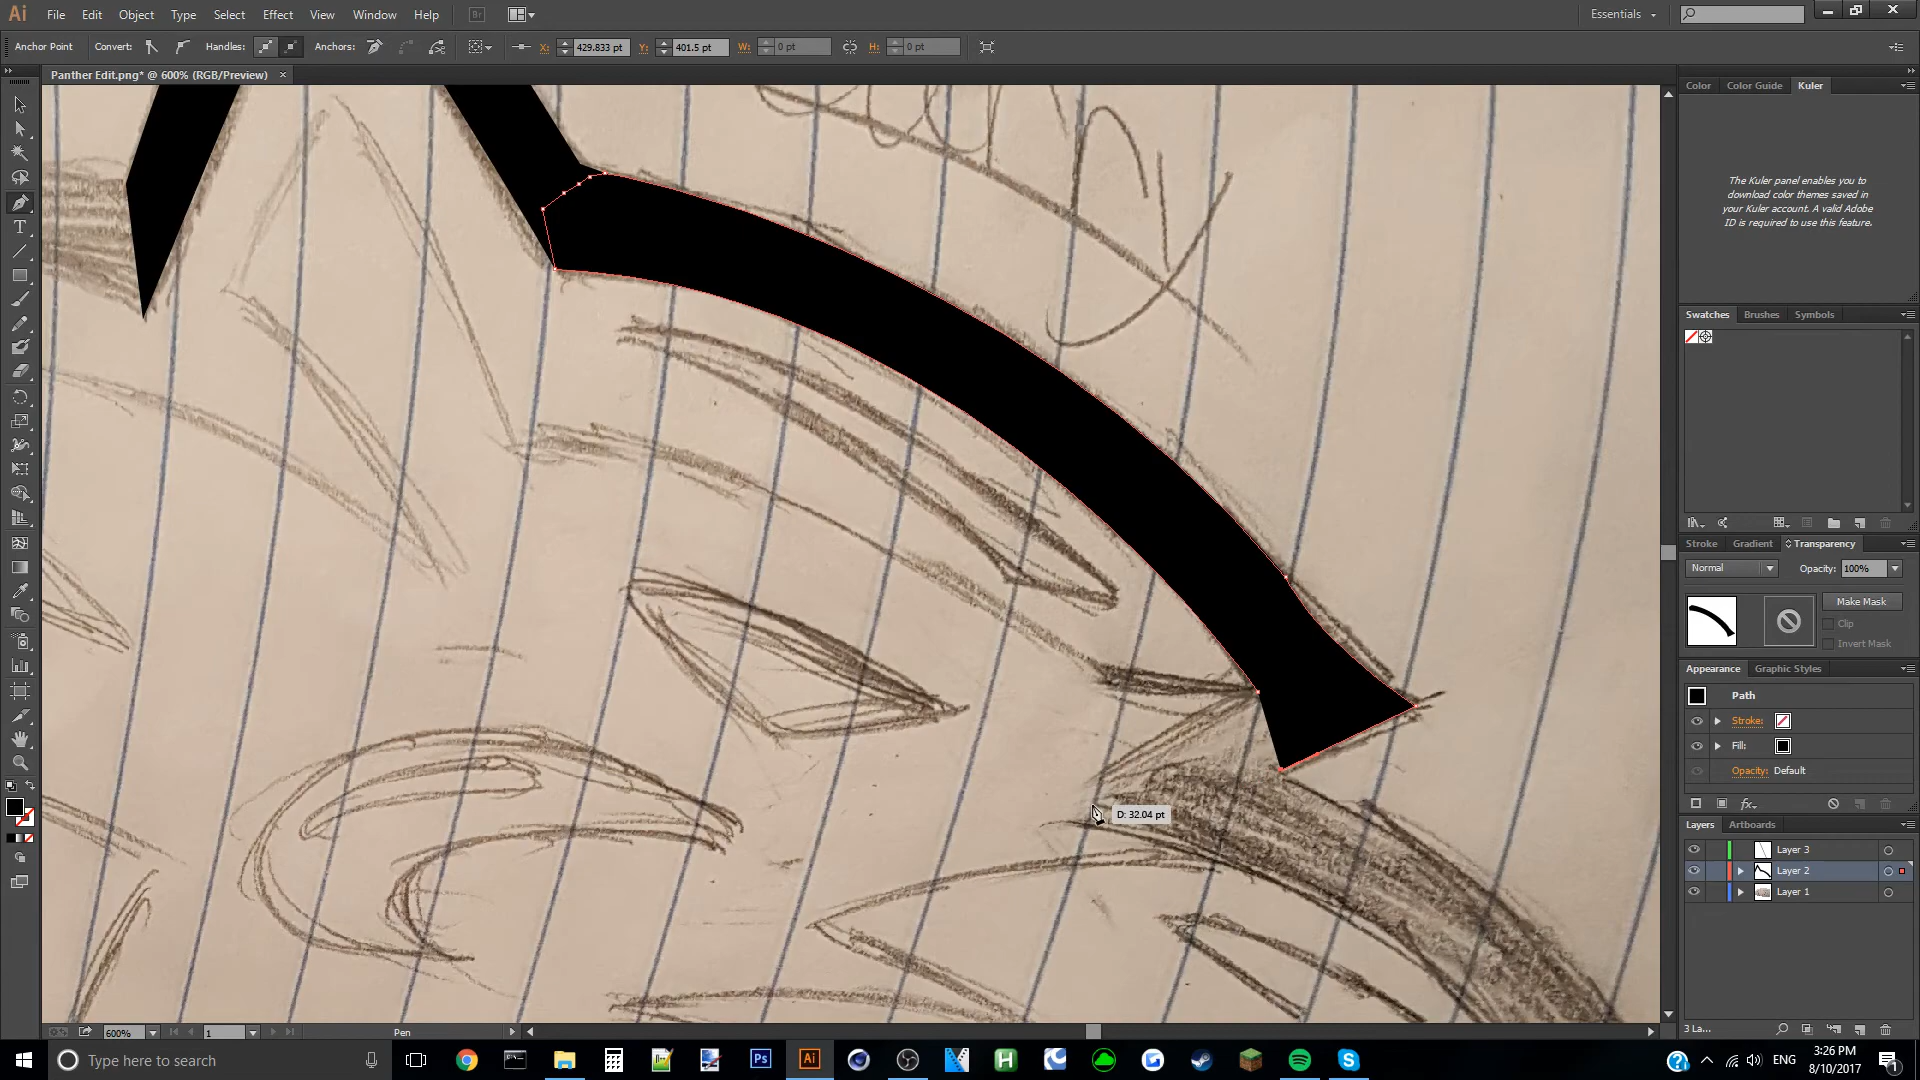 Ai File Edit Object Type Select Effect View Window Help Br Essentials
Anchor Point Convert: Handles: Anchors: X: 429.833 pt Y: 401.5 pt W: 0 pt H: 0 pt
Panther Edit.png* @ 600% (RGB/Preview)
Color Color Guide Kuler
The Kuler panel enables you to
download color themes saved in
your Kuler account. A valid Adobe
ID is required to use this feature.
Swatches Brushes Symbols
Stroke Gradient Transparency
Normal Opacity: 100%
Make Mask
Clip
Invert Mask
Appearance Graphic Styles
Path
Stroke:
Fill:
Opacity: Default
fx
Layers Artboards
Layer 3
Layer 2
Layer 1
3 La...
D: 32.04 pt
600% 1 Pen
Type here to search
Ps Ai
ENG
3:26 PM
8/10/2017
1